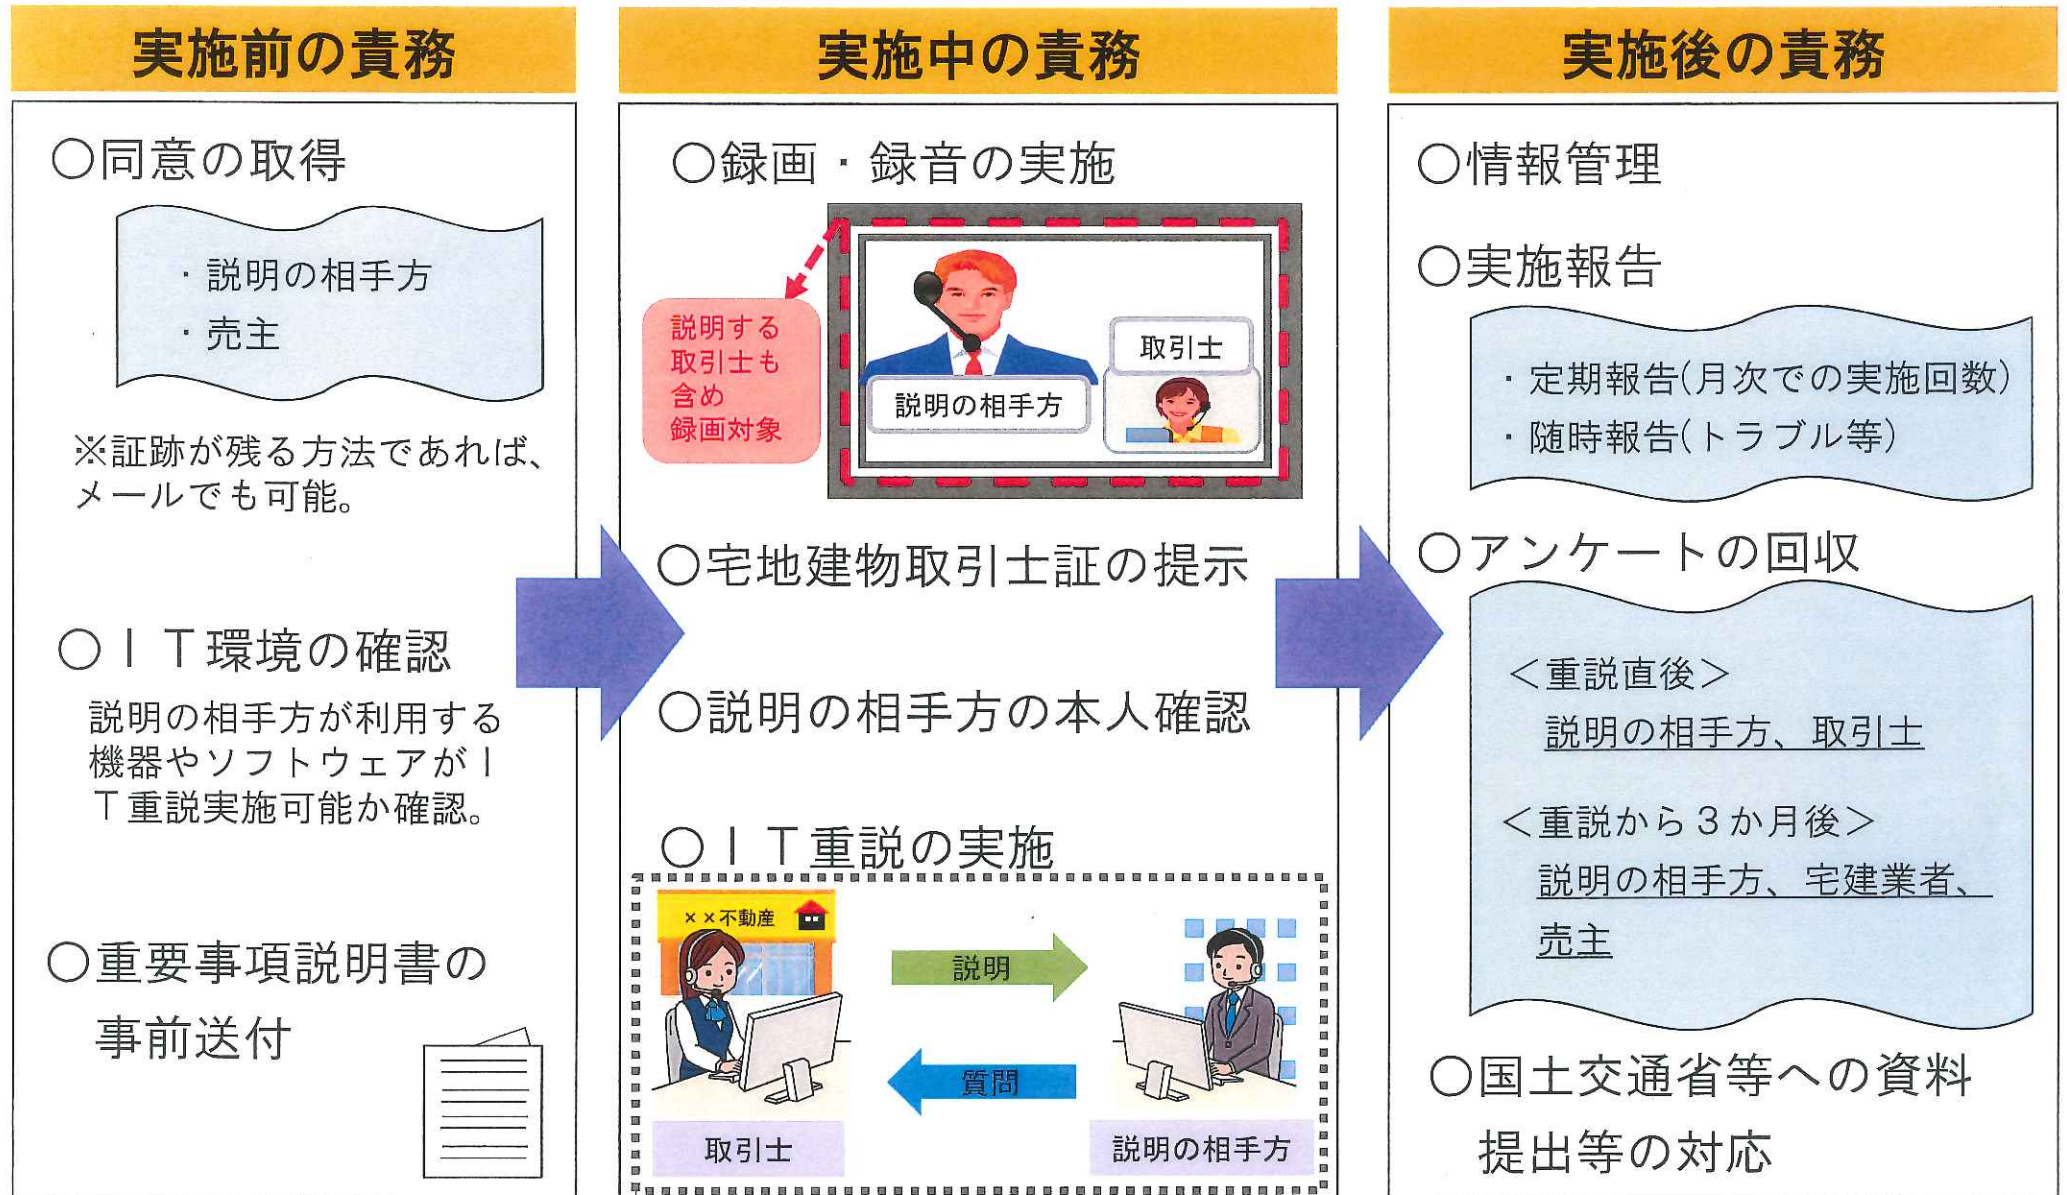 実施前の責務
○同意の取得
・説明の相手方
・売主
※証跡が残る方法であれば、
メールでも可能。
○ＩＴ環境の確認
説明の相手方が利用する
機器やソフトウェアがＩ
Ｔ重説実施可能か確認。
○重要事項説明書の
事前送付
実施中の責務
○録画・録音の実施
説明する
取引士も
含め
録画対象
取引士
説明の相手方
○宅地建物取引士証の提示
○説明の相手方の本人確認
○ＩＴ重説の実施
××不動産
説明
質問
取引士
説明の相手方
実施後の責務
○情報管理
○実施報告
・定期報告(月次での実施回数)
・随時報告(トラブル等)
○アンケートの回収
＜重説直後＞
説明の相手方、取引士
＜重説から３か月後＞
説明の相手方、宅建業者、
売主
○国土交通省等への資料
提出等の対応